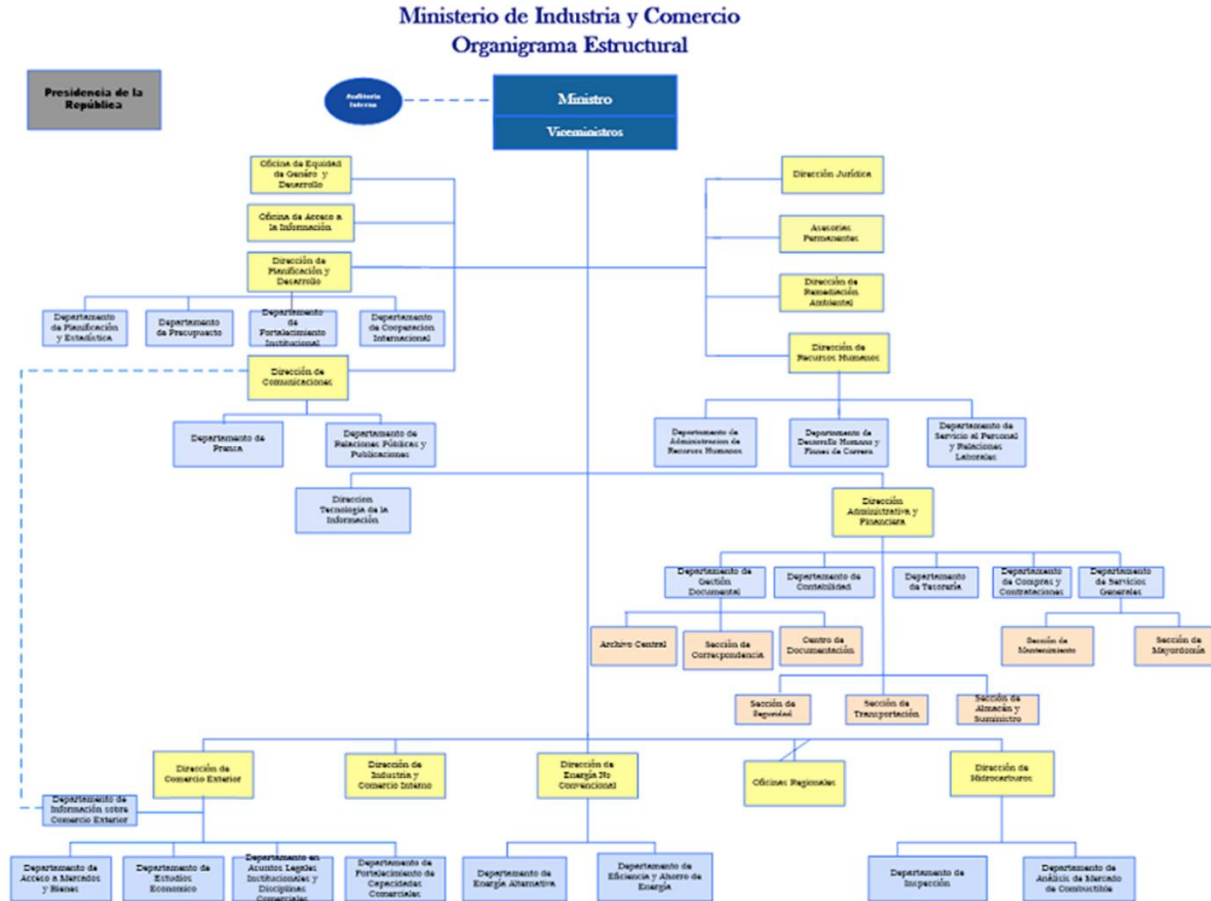 Ministerio de Industria y Comercio
Organigrama Estructural
Presidencia de la
República
Auditoria
Interna
Ministro
Viceministros
Oficina de Equidad
de Genáro y
Desarrollo
Dirección Jurídica
Oficina de Acceso a
la Información
Asesorías
Permanentes
Dirección de
Planificación y
Desarrollo
Dirección de
Remediación
Ambiental
Departamento
de Planificación
y Estadística
Departamento
de Presupuesto
Departamento
de
Fortalecimiento
Institucional
Departamento
de Cooperacion
Internacional
Dirección de
Recursos Humanos
Dirección de
Comunicaciones
Departamento de
Prensa
Departamento de
Relaciones Públicas y
Publicaciones
Departamento de
Administracion de
Recursos Humanos
Departamento de
Desarrollo Humano y
Planes de Carrera
Departamento de
Servicio al Personal
y Relaciones
Laborales
Direccion
Tecnología de la
Información
Dirección
Administrativa y
Financiera
Departamento de
Gestión
Documental
Departamento de
Contabilidad
Departamento
de Tesorería
Departamento
de Compras y
Contrataciones
Departamento
de Servicios
Generales
Archivo Central
Sección de
Correspondencia
Centro de
Documentación
Sección de
Mantenimiento
Sección de
Mayordomía
Sección de
Seguridad
Sección de
Transportación
Sección de
Almacén y
Suministro
Dirección de
Comercio Exterior
Dirección de
Industria y
Comercio Interno
Dirección de
Energía No
Convencional
Oficinas Regionales
Dirección de
Hidrocarburos
Departamento de
Información sobre
Comercio Exterior
Departamento de
Acceso a Mercados
y Bienes
Departamento de
Estudios
Economico
Departamento en
Asuntos Legales
Institucionales y
Disciplinas
Comerciales
Departamento de
Fortalecimiento de
Capacidades
Comerciales
Departamento de
Energía Alternativa
Departamento de
Eficiencia y Ahorro de
Energía
Departamento de
Inspección
Departamento de
Análisis de Mercado
de Combustible